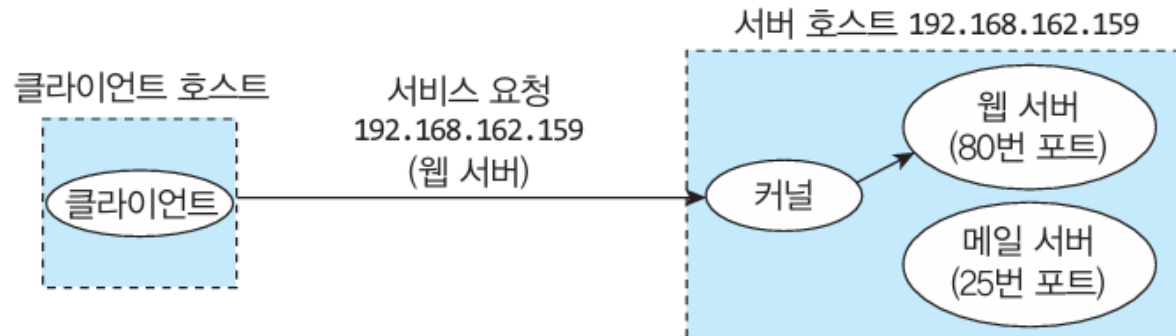 서버 호스트 192.168.162.159
클라이언트 호스트
서비스 요청
192.168.162.159
(웹 서버)
클라이언트
커널
웹 서버
(80번 포트)
메일 서버
(25번 포트)